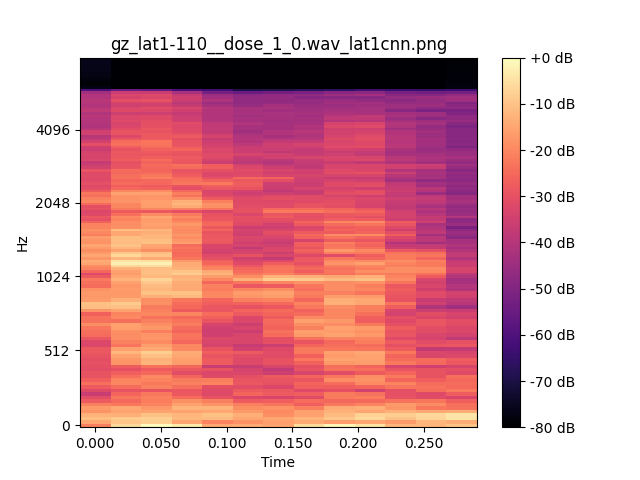 gz_lat1-110__dose_1_0.wav_lat1cnn.png
+0 dB
4096
-10 dB
-20 dB
2048
-30 dB
Hz
-40 dB
1024
-50 dB
512
-60 dB
-70 dB
0
-80 dB
0.000 0.050 0.100 0.150 0.200 0.250
Time